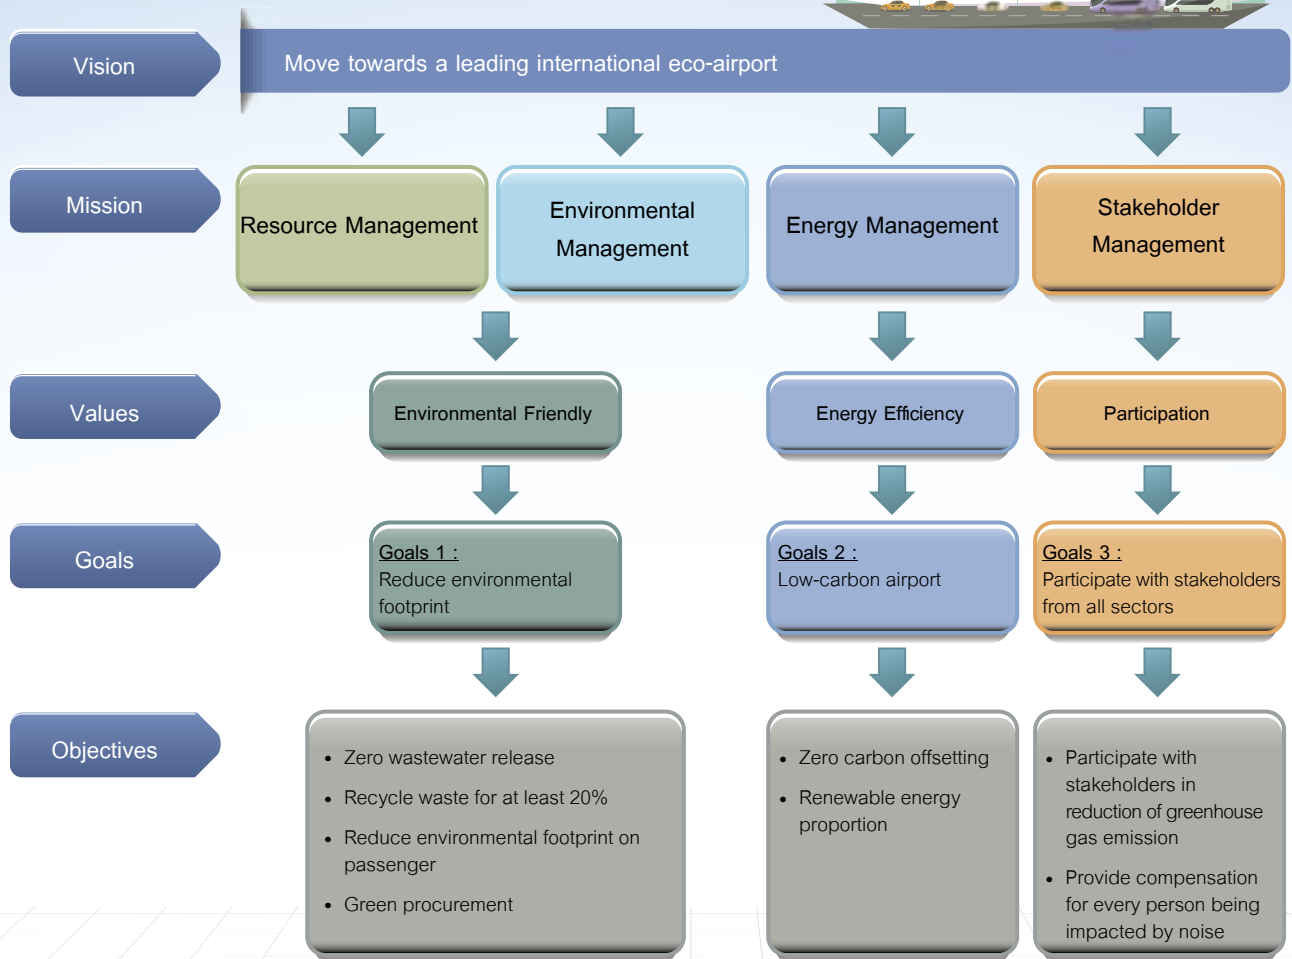 Vision
Move towards a leading international eco-airport
Mission
Resource Management
Environmental
Management
Energy Management
Stakeholder
Management
Values
Environmental Friendly
Energy Efficiency
Participation
Goals
Goals 1 :
Reduce environmental
footprint
Goals 2 :
Low-carbon airport
Goals 3 :
Participate with stakeholders
from all sectors
Objectives
• Zero wastewater release
• Recycle waste for at least 20%
• Reduce environmental footprint on
passenger
• Green procurement
• Zero carbon offsetting
• Renewable energy
proportion
• Participate with
stakeholders in
reduction of greenhouse
gas emission
• Provide compensation
for every person being
impacted by noise